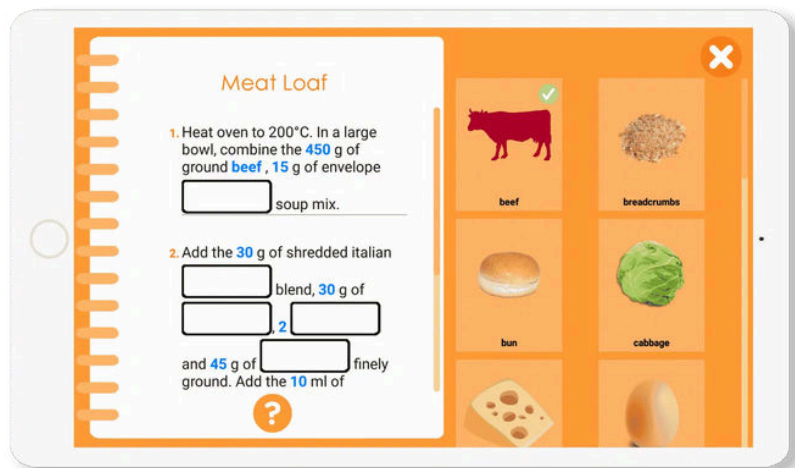 Meat Loaf
1. Heat oven to 200°C. In a large
bowl, combine the 450 g of
ground beef , 15 g of envelope
soup mix.
2. Add the 30 g of shredded italian
blend, 30 g of
, 2
and 45 g of finely
ground. Add the 10 ml of
?
beef
breadcrumbs
bun
cabbage